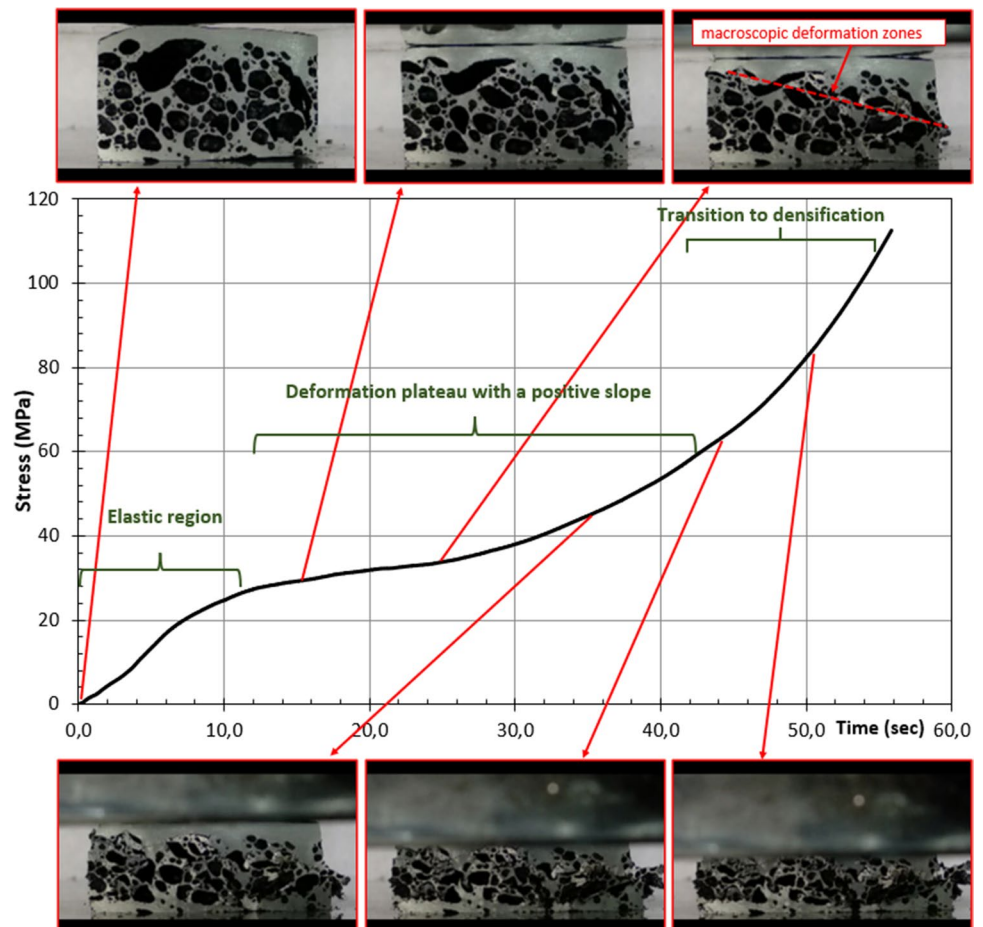 macroscopic deformation zones
120
Transition to densification
100
80
Deformation plateau with a positive slope
60
Stress (MPa)
Elastic region
40
20
0
0,0 10,0 20,0 30,0 40,0 50,0 Time (sec) 60,0